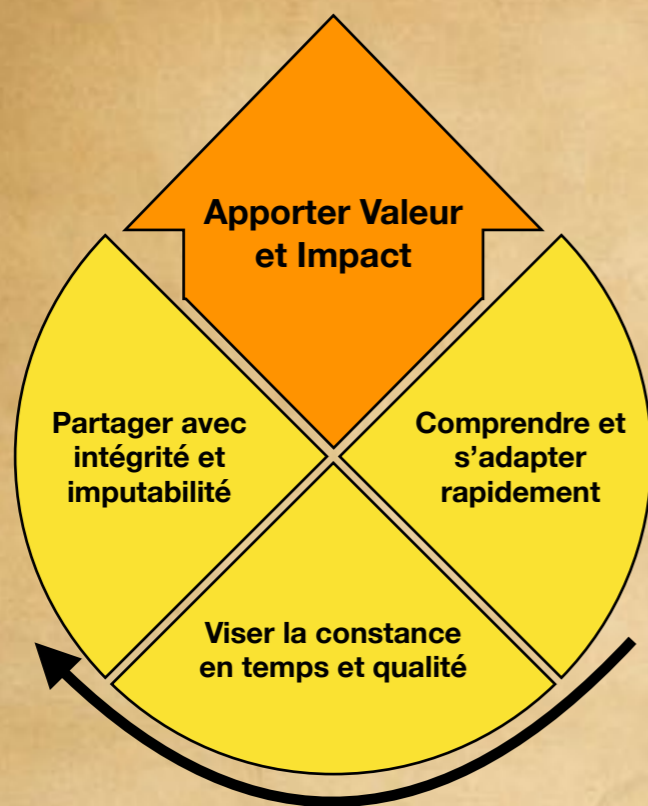 Apporter Valeur
et Impact
Partager avec
intégrité et
imputabilité
Comprendre et
s’adapter
rapidement
Viser la constance
en temps et qualité